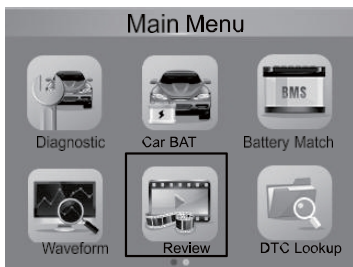 Main Menu
BMS
Diagnostic Car BAT Battery Match
Waveform Review DTC Lookup